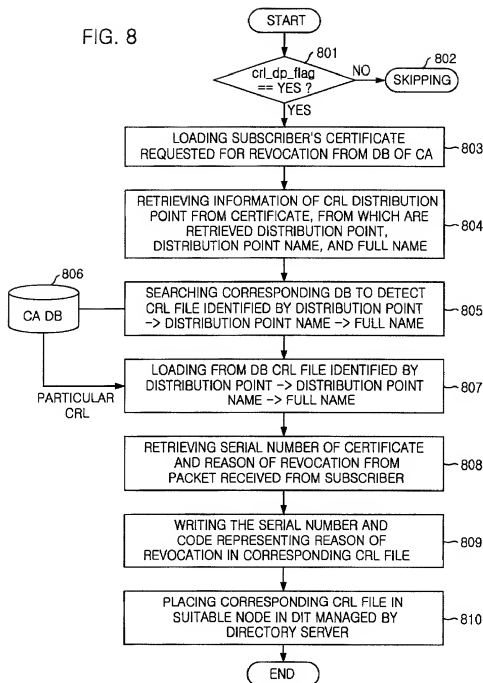 FIG. 8
START
801
crl_dp_flag
== YES ?
NO
802
SKIPPING
YES
LOADING SUBSCRIBER'S CERTIFICATE
REQUESTED FOR REVOCATION FROM DB OF CA
803
RETRIEVING INFORMATION OF CRL DISTRIBUTION
POINT FROM CERTIFICATE, FROM WHICH ARE
RETRIEVED DISTRIBUTION POINT,
DISTRIBUTION POINT NAME, AND FULL NAME
804
806
CA DB
SEARCHING CORRESPONDING DB TO DETECT
CRL FILE IDENTIFIED BY DISTRIBUTION POINT
-> DISTRIBUTION POINT NAME -> FULL NAME
805
PARTICULAR
CRL
LOADING FROM DB CRL FILE IDENTIFIED BY
DISTRIBUTION POINT -> DISTRIBUTION POINT
NAME -> FULL NAME
807
RETRIEVING SERIAL NUMBER OF CERTIFICATE
AND REASON OF REVOCATION FROM
PACKET RECEIVED FROM SUBSCRIBER
808
WRITING THE SERIAL NUMBER AND
CODE REPRESENTING REASON OF
REVOCATION IN CORRESPONDING CRL FILE
809
PLACING CORRESPONDING CRL FILE IN
SUITABLE NODE IN DIT MANAGED BY
DIRECTORY SERVER
810
END